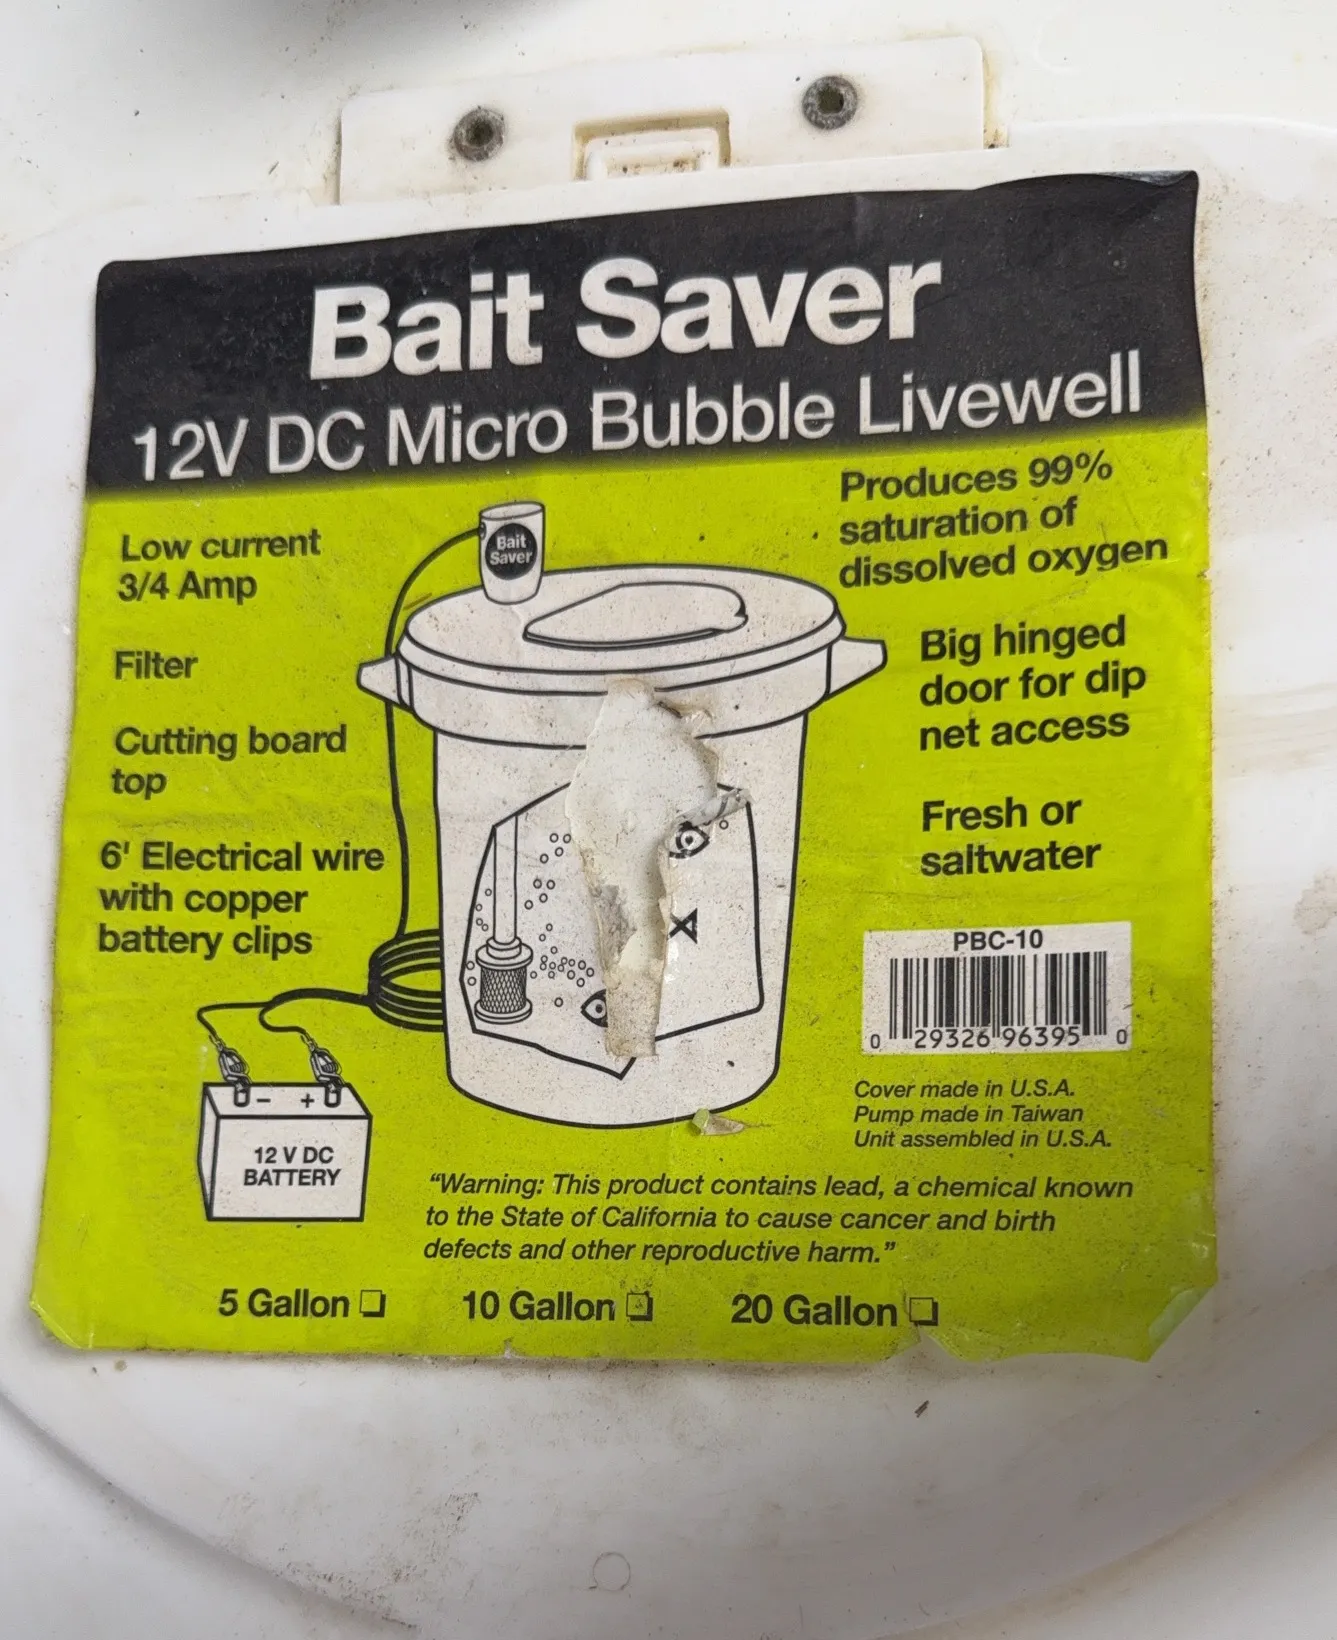 Bait Saver
12V DC Micro Bubble Livewell
Low current
3/4 Amp
Filter
Cutting board
top
6' Electrical wire
with copper
battery clips
Bait
Saver
Produces 99%
saturation of
dissolved oxygen
Big hinged
door for dip
net access
Fresh or
saltwater
PBC-10
0 29326 96395 0
Cover made in U.S.A.
Pump made in Taiwan
Unit assembled in U.S.A.
- +
12 V DC
BATTERY
“Warning: This product contains lead, a chemical known
to the State of California to cause cancer and birth
defects and other reproductive harm.”
5 Gallon ❏ 10 Gallon ❏ 20 Gallon ❏